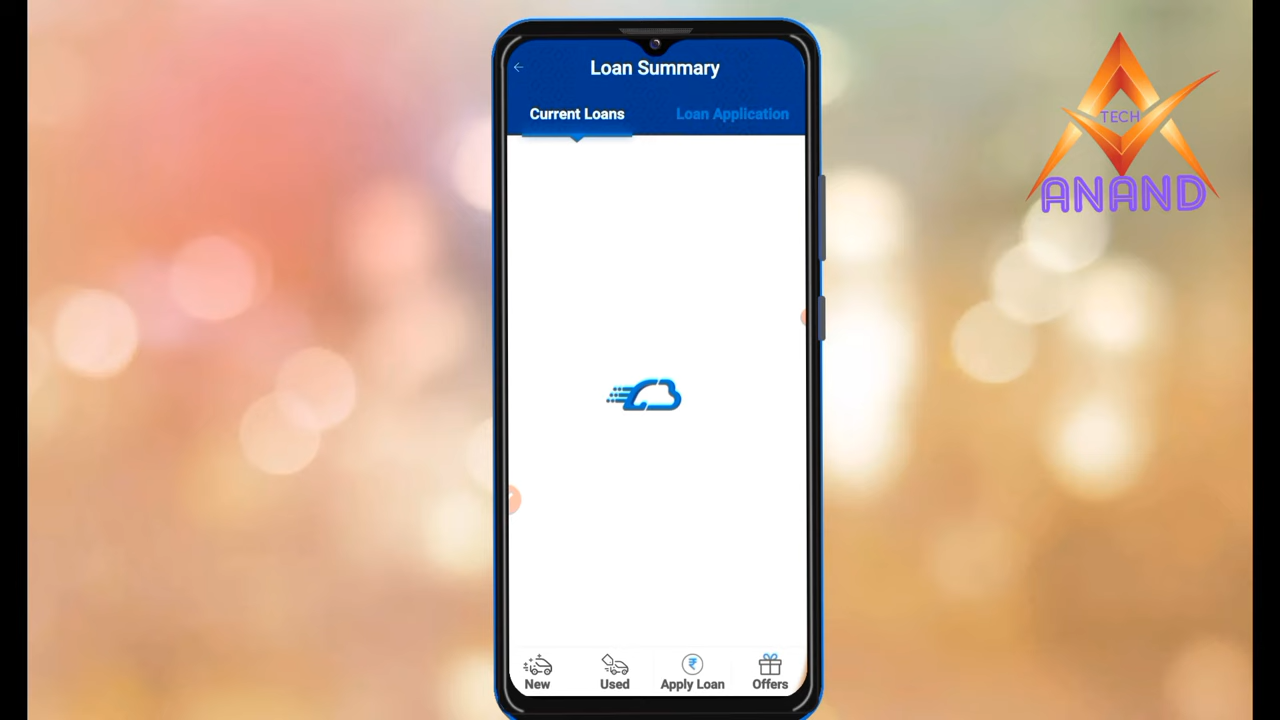 Loan Summary
Current Loans
Loan Application
TECH
ANAND
New
Used
Apply Loan
Offers